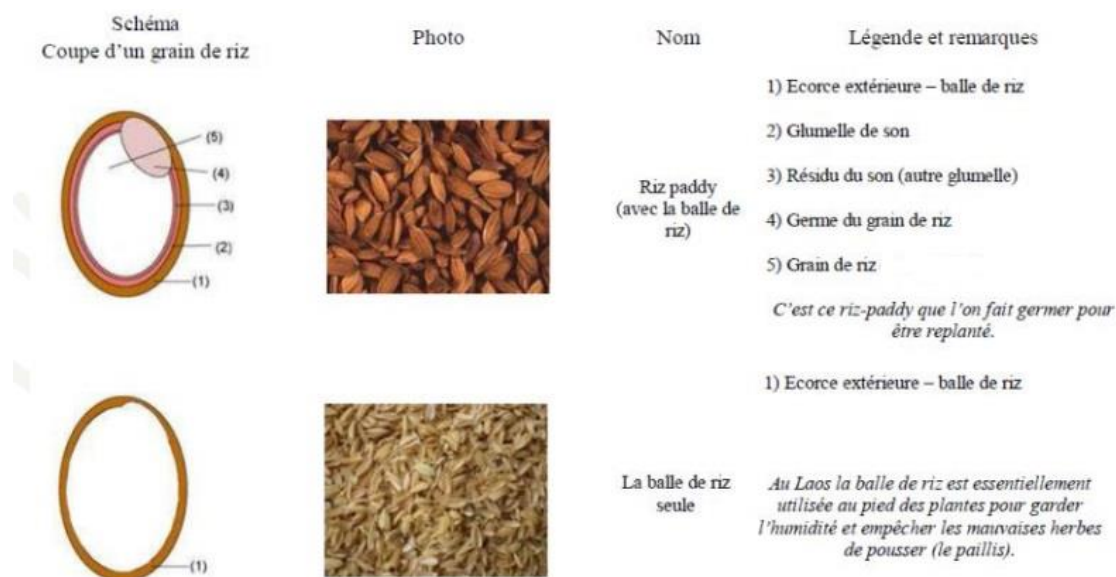 Schéma
Coupe d'un grain de riz
Photo
Nom
Légende et remarques
(5)
(4)
(3)
(2)
(1)
Riz paddy
(avec la balle de
riz)
1) Ecorce extérieure – balle de riz
2) Glumelle de son
3) Résidu du son (autre glumelle)
4) Germe du grain de riz
5) Grain de riz
C'est ce riz-paddy que l'on fait germer pour
être replanté.
(1)
La balle de riz
seule
1) Ecorce extérieure – balle de riz
Au Laos la balle de riz est essentiellement
utilisée au pied des plantes pour garder
l'humidité et empêcher les mauvaises herbes
de pousser (le paillis).